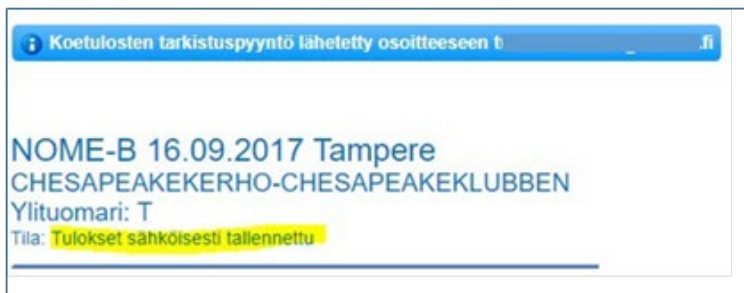 Koetulosten tarkistuspyyntö lähetetty osoitteeseen t .fi
NOME-B 16.09.2017 Tampere
CHESAPEAKEKERHO-CHESAPEAKEKLUBBEN
Ylituomari: T
Tila: Tulokset sähköisesti tallennettu